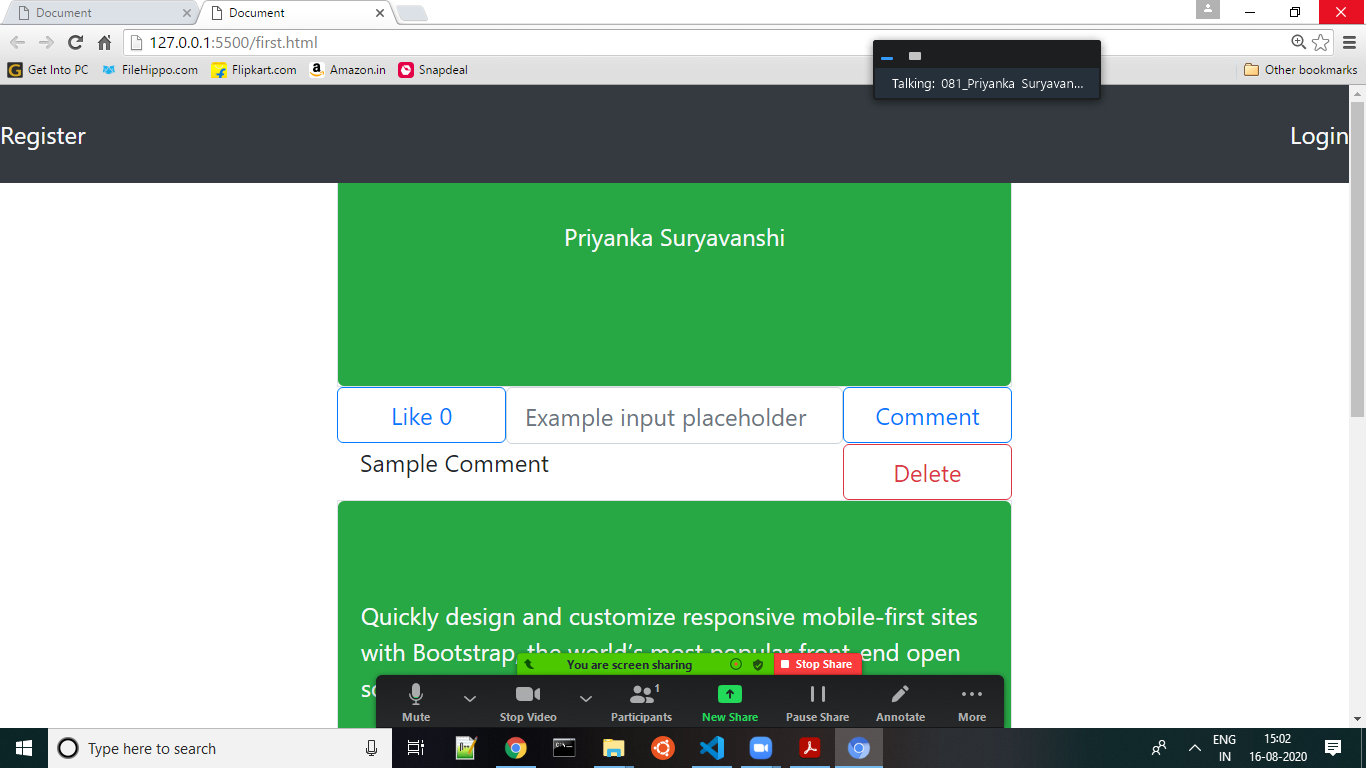 Document
Document
127.0.0.1:5500/first.html
Get Into PC
FileHippo.com
Flipkart.com
Amazon.in
Snapdeal
Other bookmarks
Talking: 081_Priyanka Suryavan...
Register
Login
Priyanka Suryavanshi
Like 0
Example input placeholder
Comment
Sample Comment
Delete
Quickly design and customize responsive mobile-first sites
with Bootstrap, the world's most popular front-end open
You are screen sharing
Stop Share
Mute
Stop Video
Participants
1
New Share
Pause Share
Annotate
More
Type here to search
ENG
IN
15:02
16-08-2020